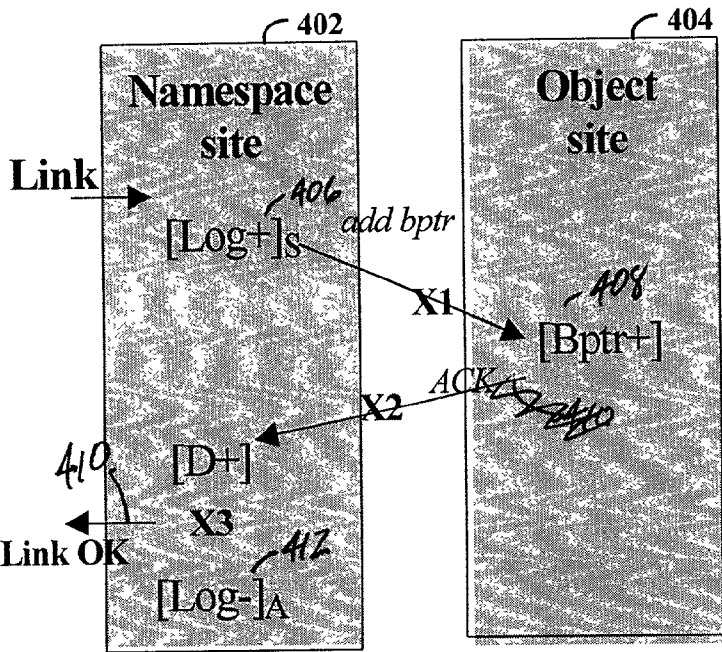 402
404
Namespace
site
Object
site
Link
406
[Log+]S
add bptr
X1
408
[Bptr+]
ACK
X2
410
[D+]
X3
Link OK
412
[Log-]A